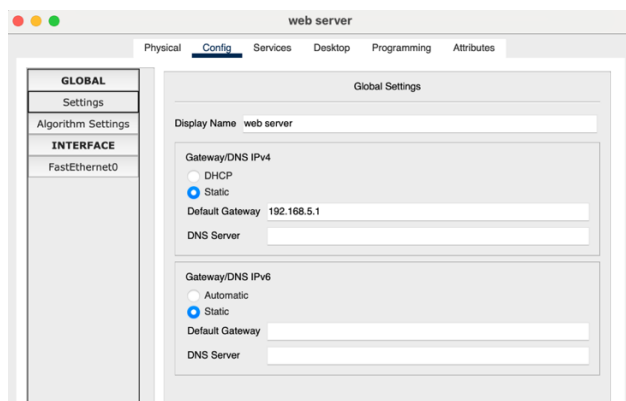 web server
Physical Config Services Desktop Programming Attributes
GLOBAL
Settings
Algorithm Settings
INTERFACE
FastEthernet0
Global Settings
Display Name web server
Gateway/DNS IPv4
DHCP
Static
Default Gateway 192.168.5.1
DNS Server
Gateway/DNS IPv6
Automatic
Static
Default Gateway
DNS Server